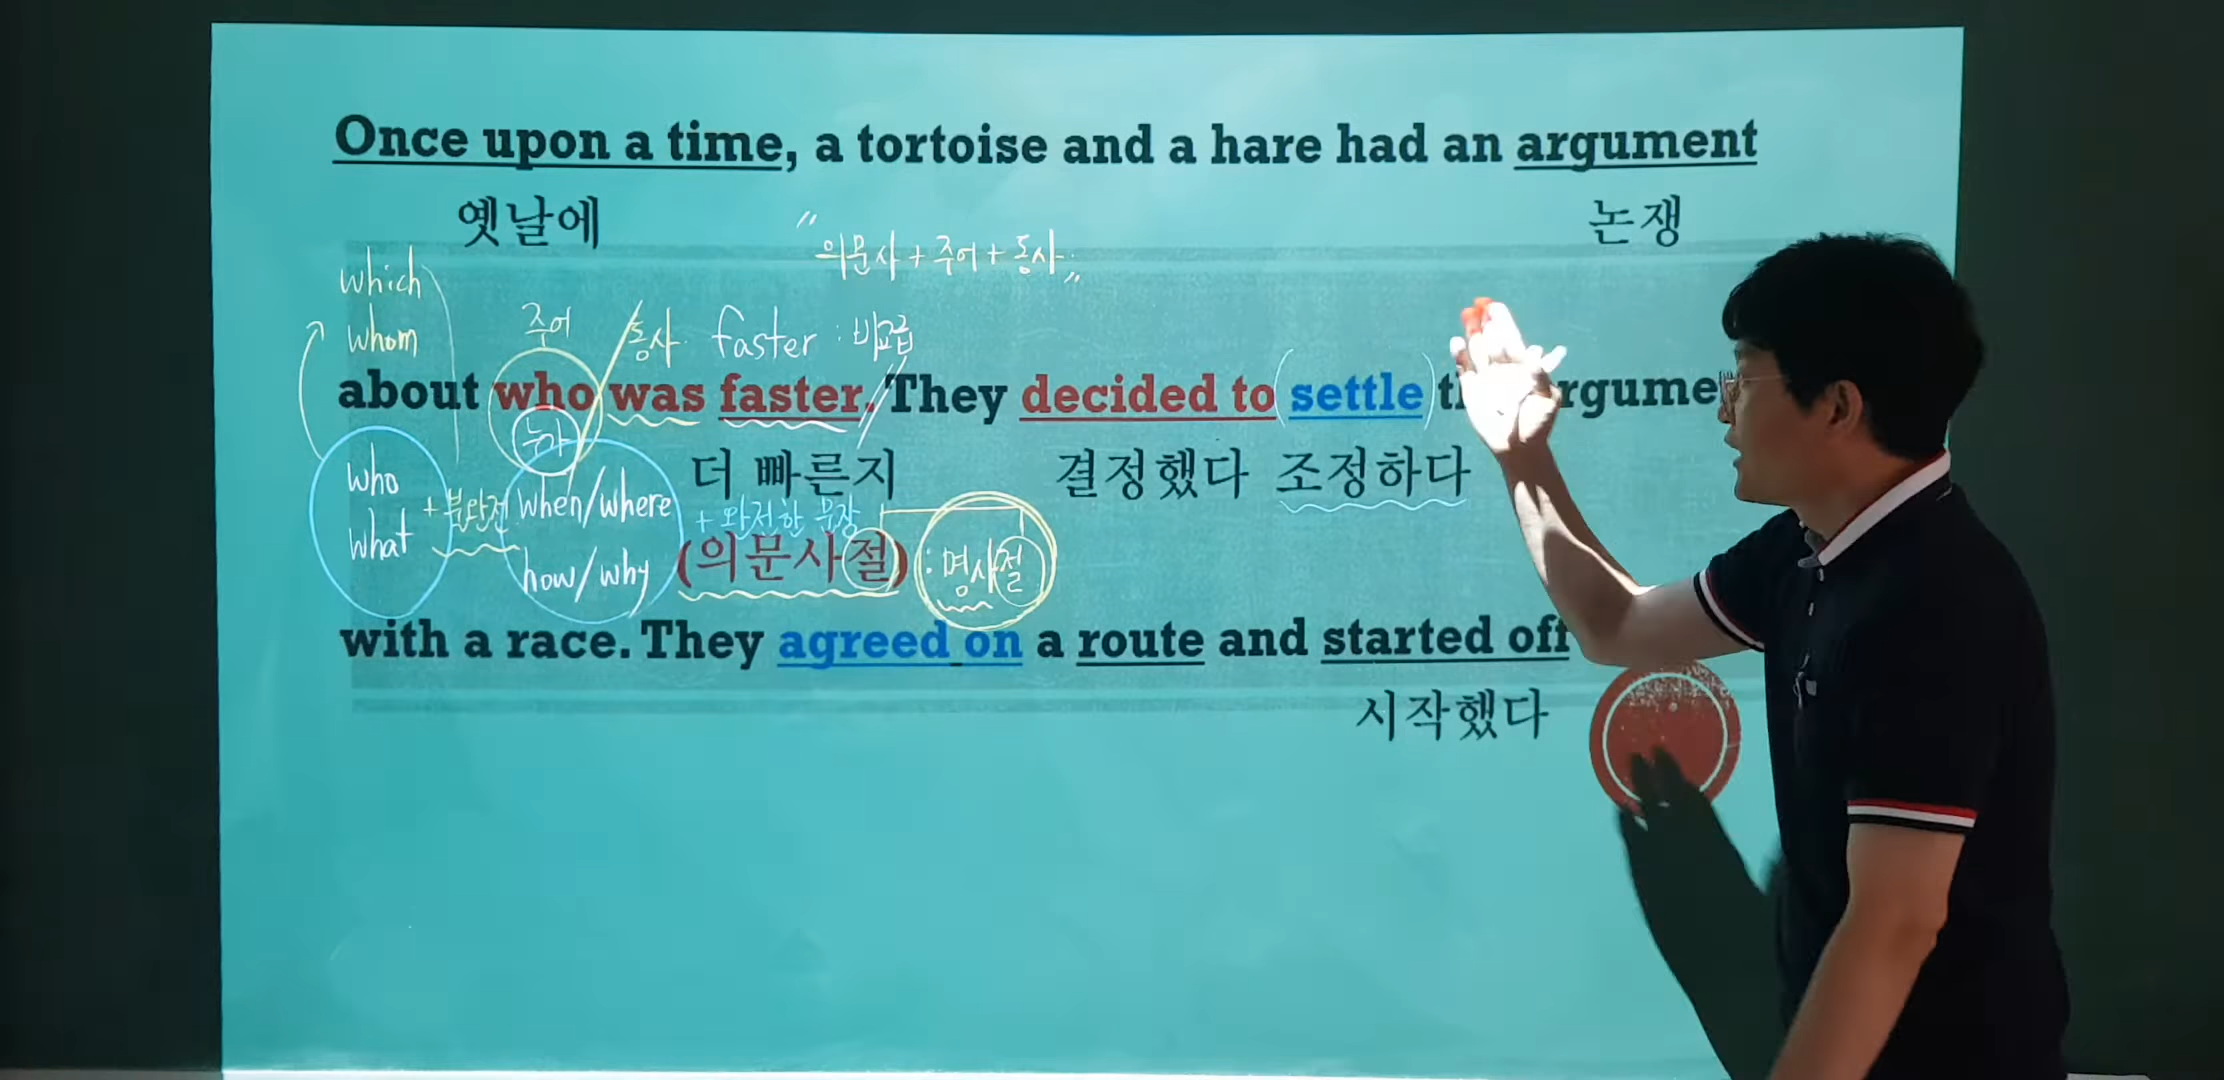 Once upon a time, a tortoise and a hare had an argument
옛날에 논쟁
"의문사+주어+동사"
which
whom
주어 동사 faster : 비교급
about who was faster. They decided to (settle)
누가
더 빠른지 결정했다 조정하다
who
what
+ 불완전
when/where
how/why
+ 완전한 문장
(의문사절) : 명사절
with a race. They agreed on a route and started off
시작했다